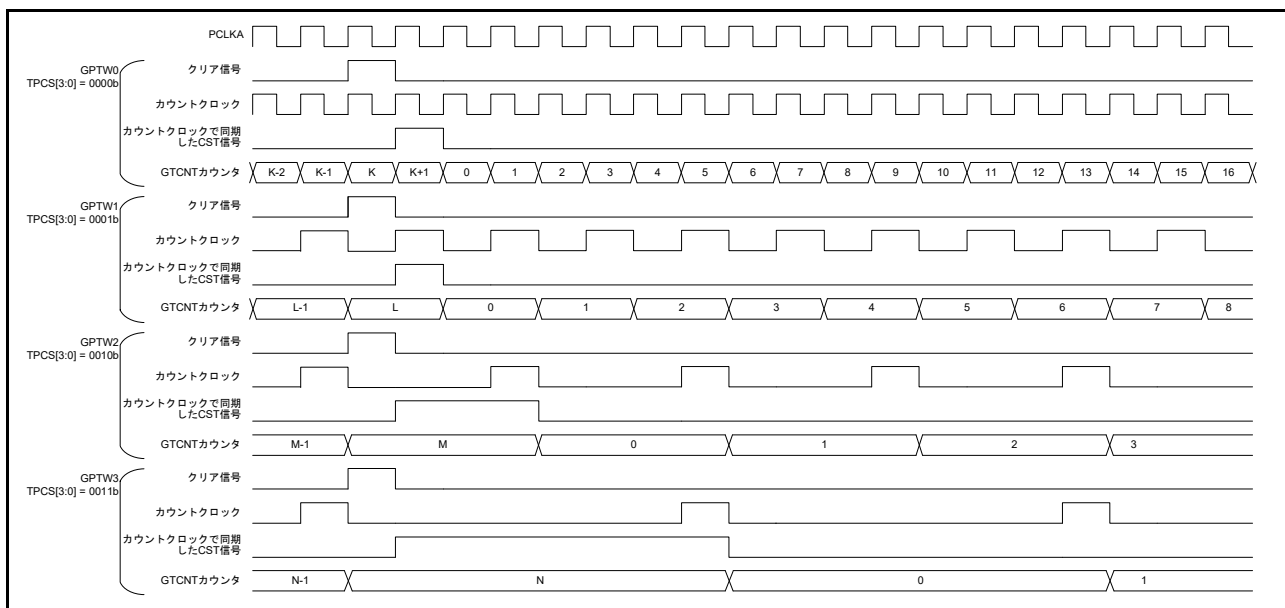 PCLKA
GPTW0
TPCS[3:0] = 0000b
クリア信号
カウントクロック
カウントクロックで同期
したCST信号
GTCNTカウンタ
K-2 K-1 K K+1 0 1 2 3 4 5 6 7 8 9 10 11 12 13 14 15 16
GPTW1
TPCS[3:0] = 0001b
クリア信号
カウントクロック
カウントクロックで同期
したCST信号
GTCNTカウンタ
L-1 L 0 1 2 3 4 5 6 7 8
GPTW2
TPCS[3:0] = 0010b
クリア信号
カウントクロック
カウントクロックで同期
したCST信号
GTCNTカウンタ
M-1 M 0 1 2 3
GPTW3
TPCS[3:0] = 0011b
クリア信号
カウントクロック
カウントクロックで同期
したCST信号
GTCNTカウンタ
N-1 N 0 1